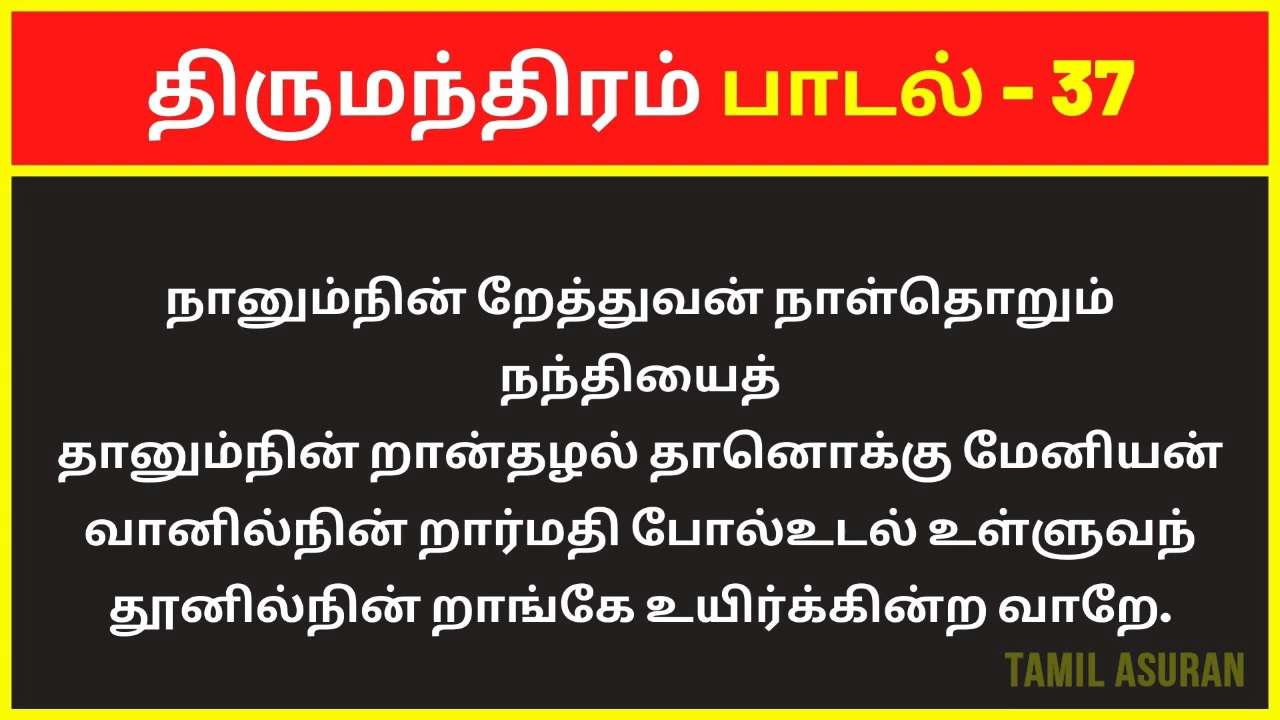 திருமந்திரம் பாடல் - 37
நானும்நின் றேத்துவன் நாள்தொறும்
நந்தியைத்
தானும்நின் றான்தழல் தானொக்கு மேனியன்
வானில்நின் றார்மதி போல்உடல் உள்ளுவந்
தூனில்நின் றாங்கே உயிர்க்கின்ற வாறே.
TAMIL ASURAN